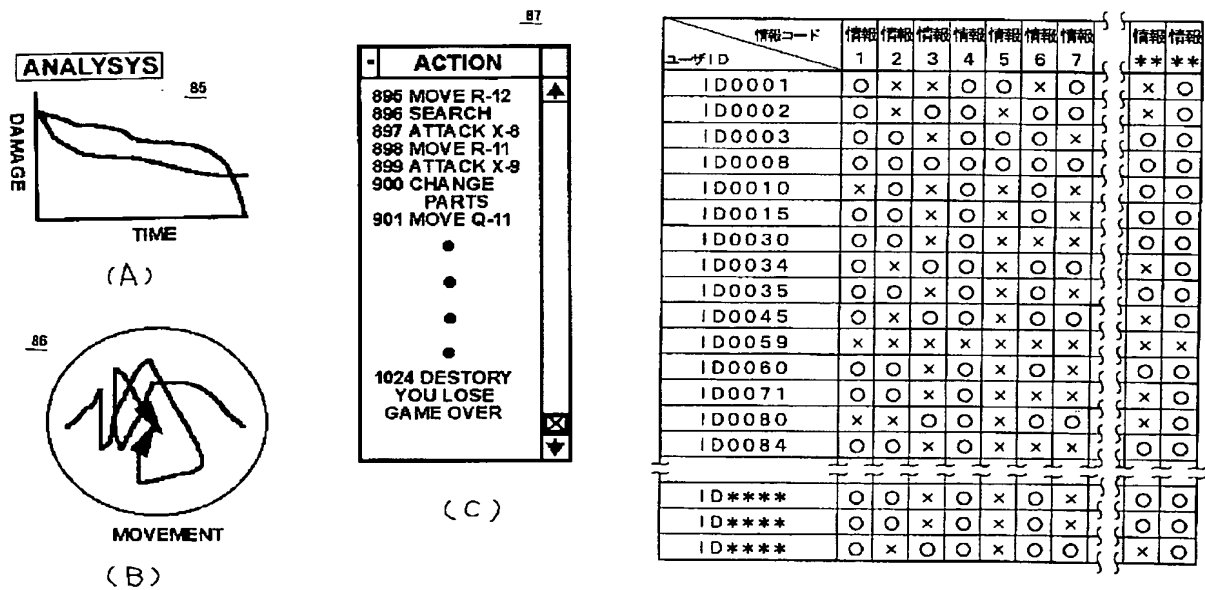 ANALYSYS
85
DAMAGE
TIME
(A)
86
MOVEMENT
(B)
87
- ACTION
895 MOVE R-12
896 SEARCH
897 ATTACK X-8
898 MOVE R-11
899 ATTACK X-9
900 CHANGE
PARTS
901 MOVE Q-11
1024 DESTORY
YOU LOSE
GAME OVER
(C)
情報コード 情報 情報 情報 情報 情報 情報 情報 情報 情報
ユーザID 1 2 3 4 5 6 7 ** **
ID0001 ○ × × ○ ○ × ○ × ○
ID0002 ○ × ○ ○ × ○ ○ × ○
ID0003 ○ ○ × ○ ○ ○ × ○ ○
ID0008 ○ ○ ○ ○ ○ ○ ○ ○ ○
ID0010 × ○ × ○ × ○ × ○ ○
ID0015 ○ ○ × ○ × ○ × ○ ○
ID0030 ○ ○ × ○ × × × ○ ○
ID0034 ○ × ○ ○ × ○ ○ × ○
ID0035 ○ ○ × ○ × ○ × ○ ○
ID0045 ○ × ○ ○ × ○ ○ × ○
ID0059 × × × × × × × × ×
ID0060 ○ ○ × ○ × ○ × ○ ○
ID0071 ○ ○ × ○ × × × × ○
ID0080 × × ○ ○ × ○ ○ × ○
ID0084 ○ ○ × ○ × × × ○ ○
ID**** ○ ○ × ○ × ○ × ○ ○
ID**** ○ ○ × ○ × ○ × ○ ○
ID**** ○ × ○ ○ × ○ ○ × ○